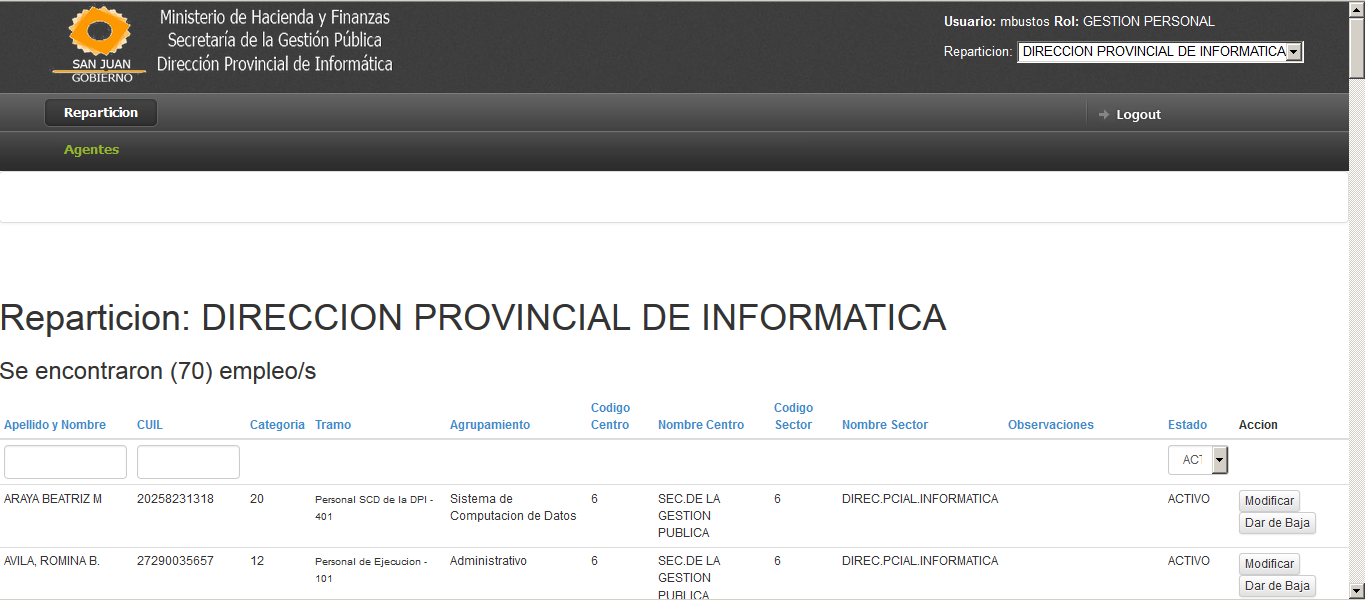 Ministerio de Hacienda y Finanzas
Secretaría de la Gestión Pública
Dirección Provincial de Informática
SAN JUAN
GOBIERNO
Usuario: mbustos Rol: GESTION PERSONAL
Reparticion: DIRECCION PROVINCIAL DE INFORMATICA
Reparticion
Logout
Agentes
Reparticion: DIRECCION PROVINCIAL DE INFORMATICA
Se encontraron (70) empleo/s
Apellido y Nombre CUIL Categoria Tramo Agrupamiento Codigo Centro Nombre Centro Codigo Sector Nombre Sector Observaciones Estado Accion
ACT
ARAYA BEATRIZ M 20258231318 20 Personal SCD de la DPI - Sistema de 6 SEC.DE LA 6 DIREC.PCIAL.INFORMATICA ACTIVO Modificar
401 Computacion de Datos GESTION Dar de Baja
PUBLICA
AVILA, ROMINA B. 27290035657 12 Personal de Ejecucion - Administrativo 6 SEC.DE LA 6 DIREC.PCIAL.INFORMATICA ACTIVO Modificar
101 GESTION Dar de Baja
PUBLICA